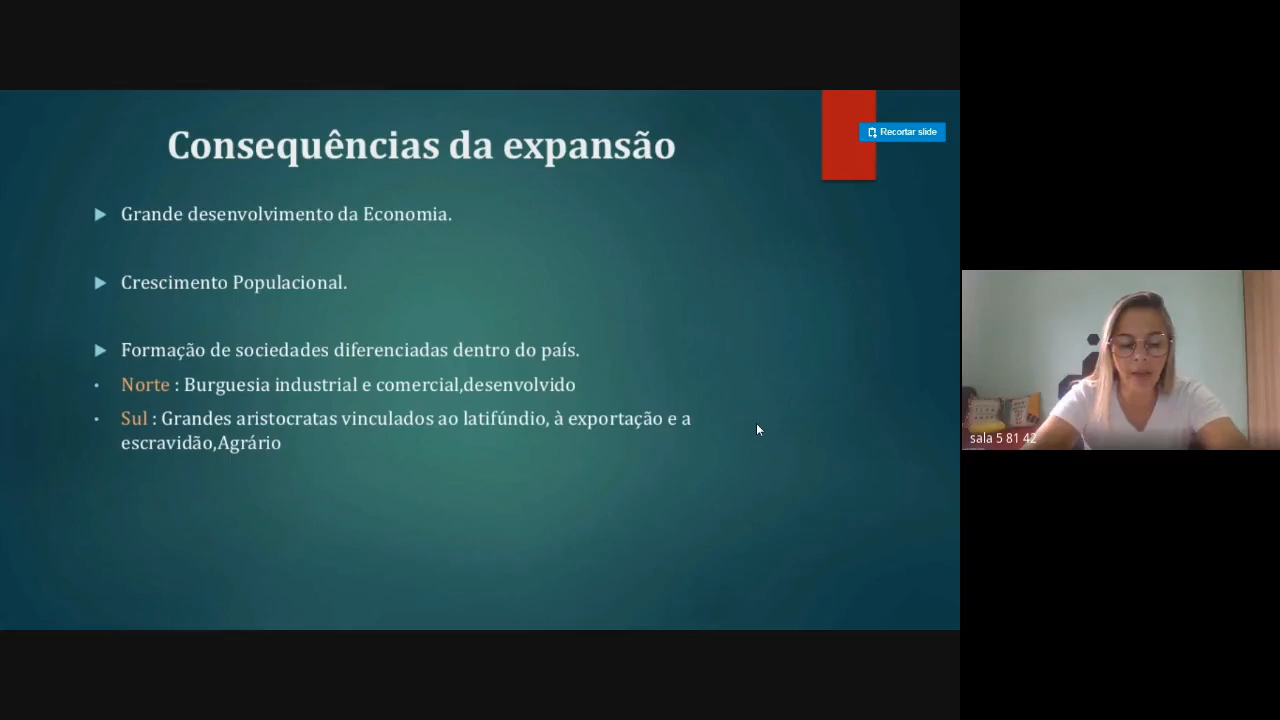 Consequências da expansão
Recortar slide
Grande desenvolvimento da Economia.
Crescimento Populacional.
Formação de sociedades diferenciadas dentro do país.
Norte : Burguesia industrial e comercial,desenvolvido
Sul : Grandes aristocratas vinculados ao latifúndio, à exportação e a
escravidão,Agrário
sala 5 81 42